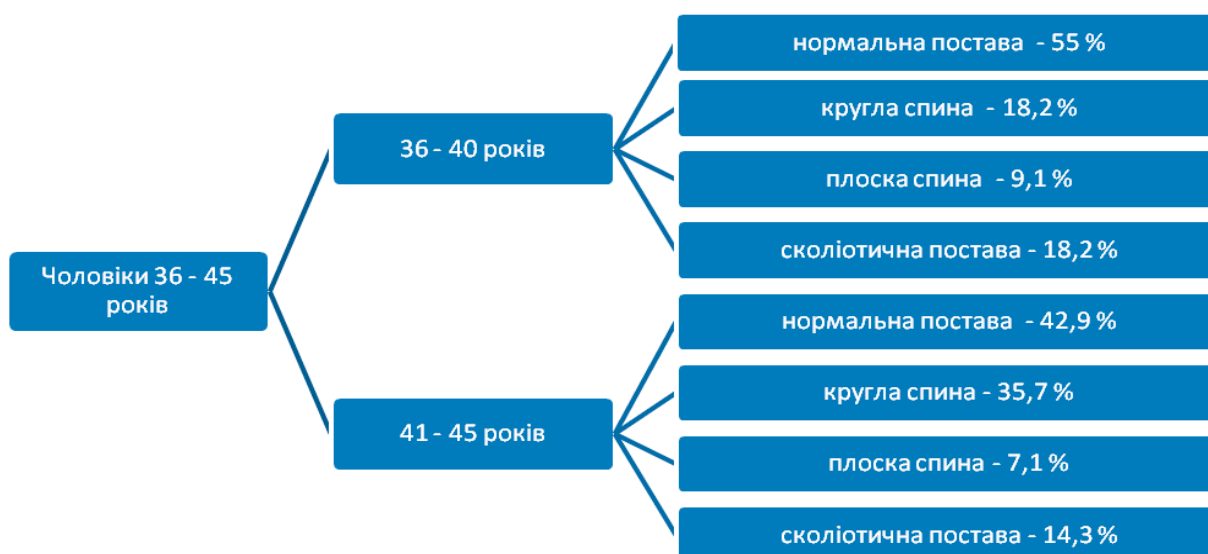 Чоловіки 36 - 45
років
36 - 40 років
нормальна постава - 55 %
кругла спина - 18,2 %
плоска спина - 9,1 %
сколіотична постава - 18,2 %
41 - 45 років
нормальна постава - 42,9 %
кругла спина - 35,7 %
плоска спина - 7,1 %
сколіотична постава - 14,3 %